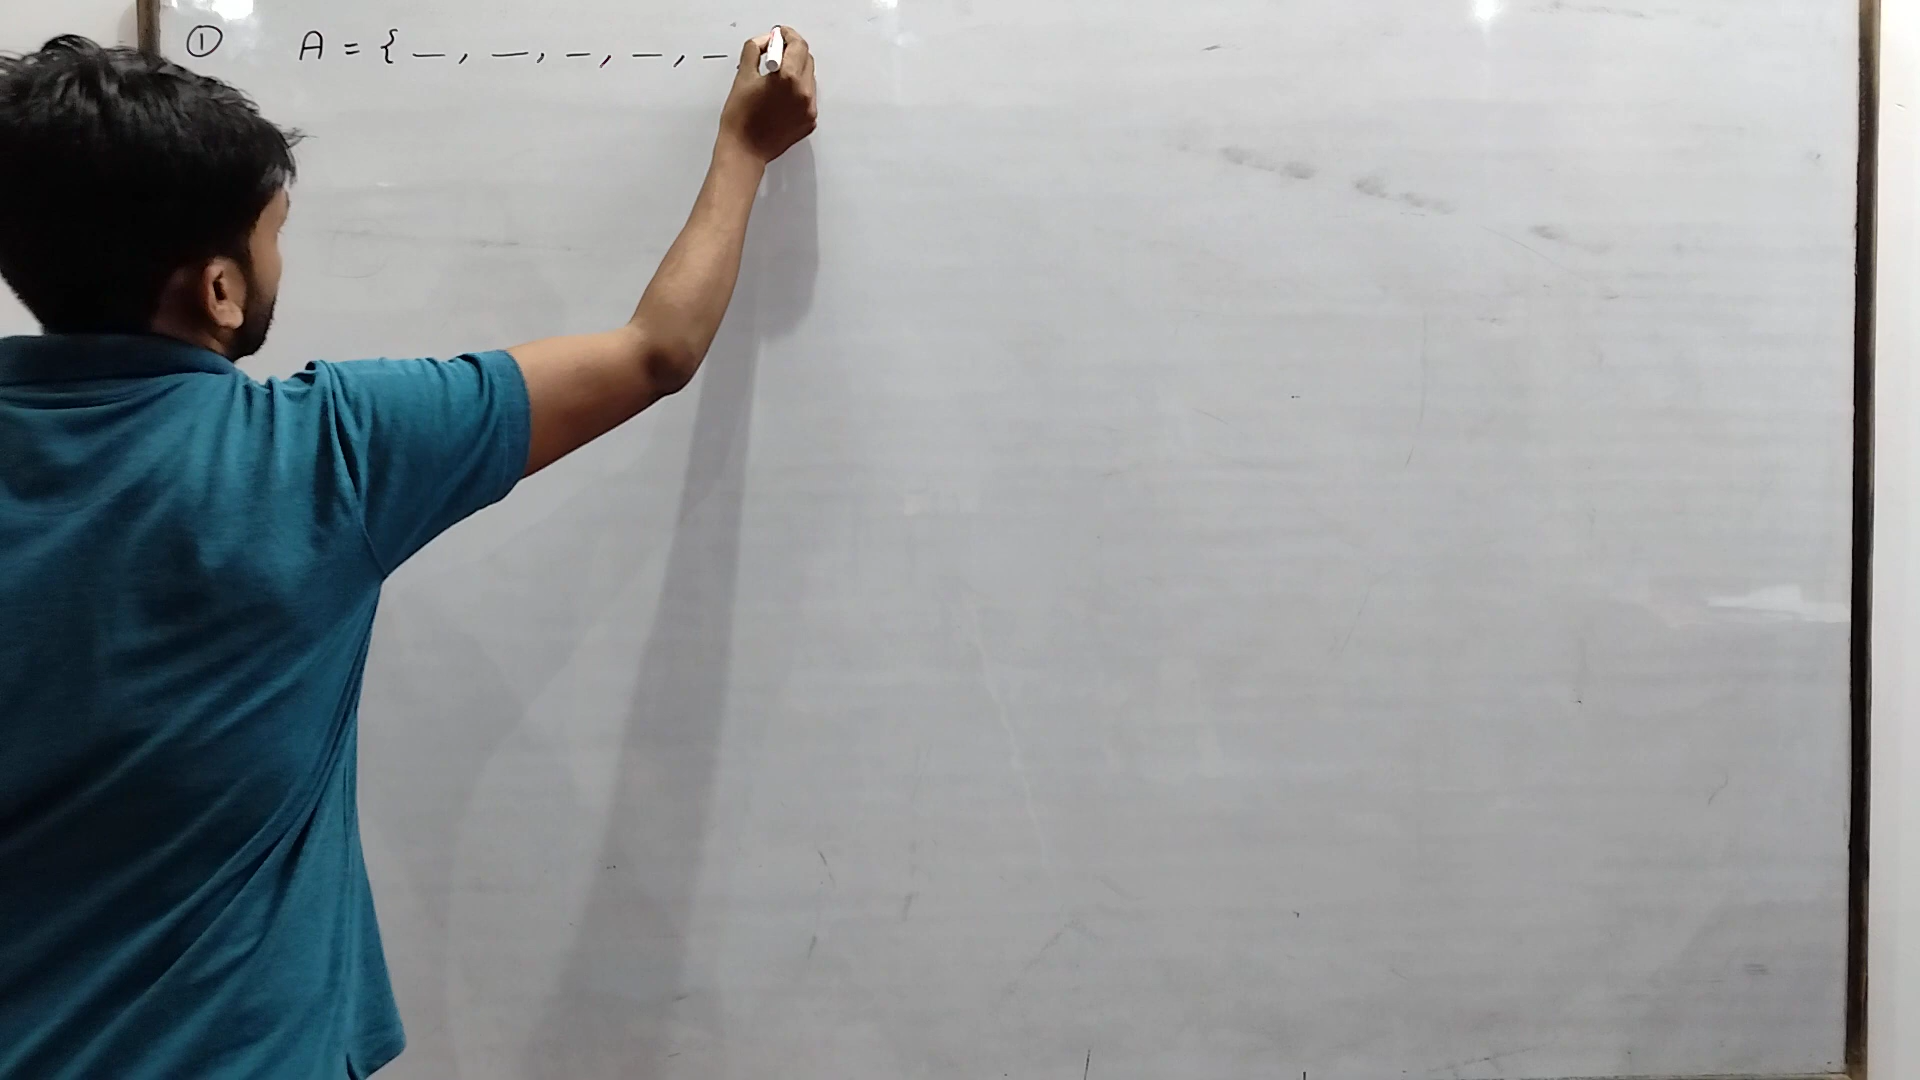 ① A = { _, _, _, _, _,